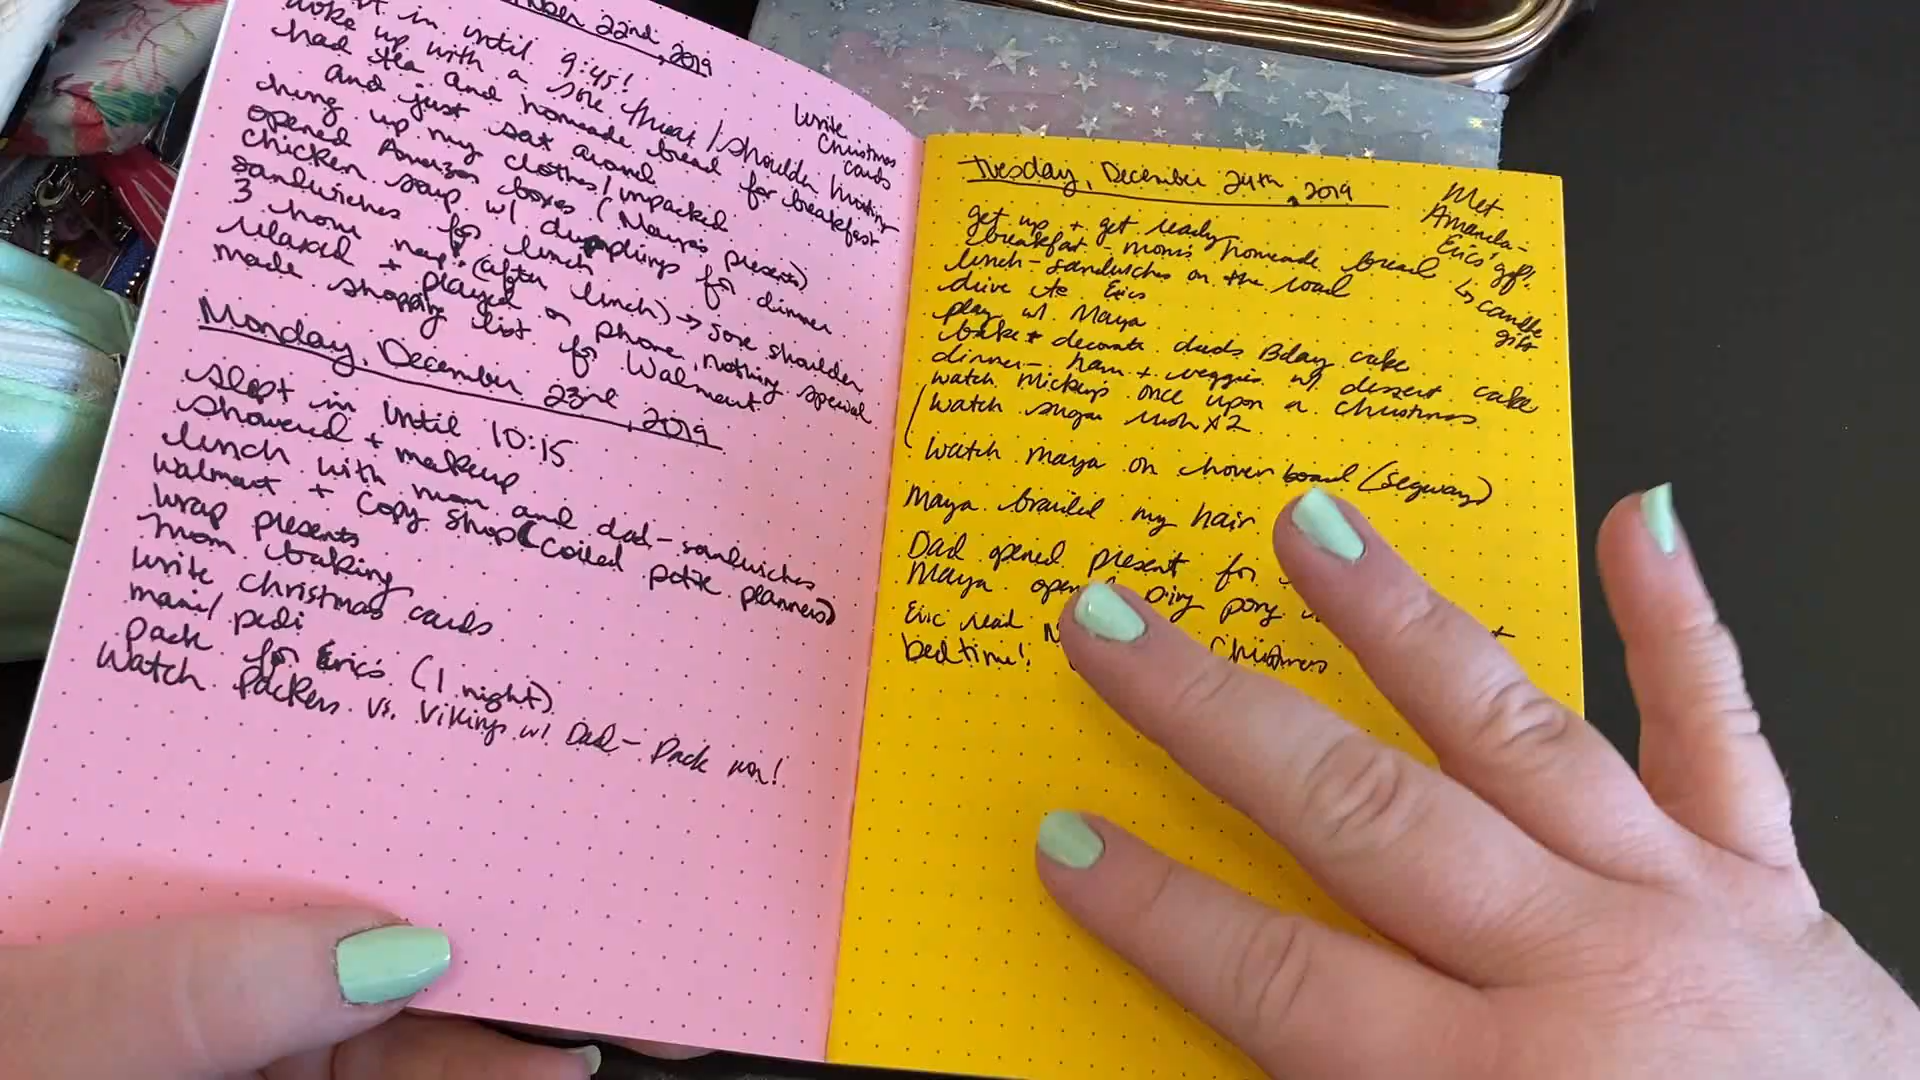 22nd, 2019
in until 9:45!
woke up with a sore throat / shoulder hurting
had tea and homemade bread for breakfast
and just sat around
hung up my clothes / unpacked
opened Amazon boxes (Maya's presents)
chicken soup w/ dumplings for dinner
sandwiches for lunch
3 hour nap (after lunch) → sore shoulder
relaxed + played on phone, nothing special
made shopping list for Walmart
Write
Christmas
cards
Monday, December 23rd, 2019
slept in until 10:15
showered + makeup
lunch with mom and dad - sandwiches
Walmart + Copy Shop (coiled petite planners)
wrap presents
mom baking
write christmas cards
mani/pedi
pack for Eric's (1 night)
Watch Packers vs. Vikings w/ Dad - Pack won!
Tuesday, December 24th, 2019
get up + get ready
breakfast - mom's homemade bread
lunch - sandwiches on the road
drive to Eric's
play w/ Maya
bake + decorate dad's Bday cake
dinner - ham + veggies w/ dessert cake
watch Mickey's once upon a Christmas
watch sugar rush x2
watch Maya on hover board (segway)
Maya braided my hair
Dad opened present for
Maya ping pong
Eric read
bedtime! Christmas
Met
Amanda -
Eric's gf!
↳ candle
gift